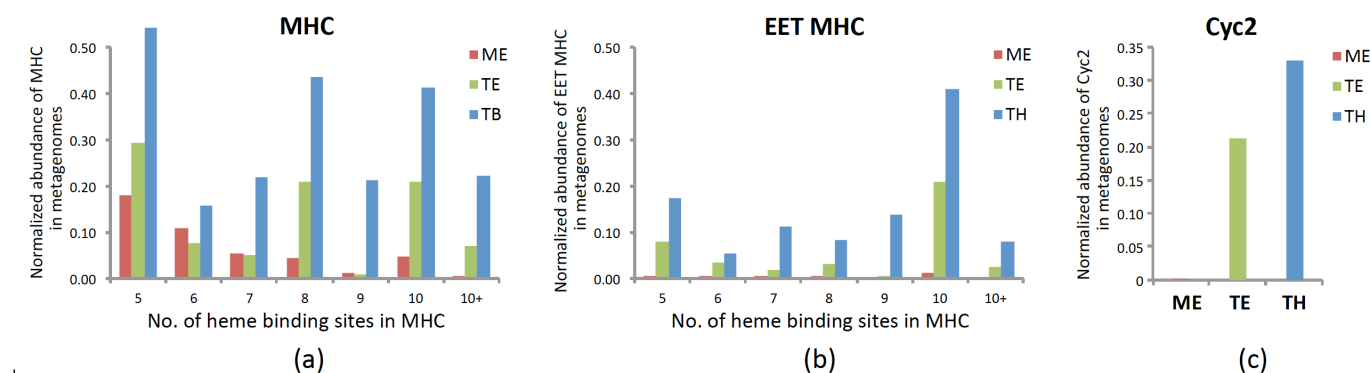 MHC
Normalized abundance of MHC
in metagenomes
0.50
0.40
0.30
0.20
0.10
0.00
5 6 7 8 9 10 10+
No. of heme binding sites in MHC
ME
TE
TB
(a)
EET MHC
Normalized abundance of EET MHC
in metagenomes
0.50
0.40
0.30
0.20
0.10
0.00
5 6 7 8 9 10 10+
No. of heme binding sites in MHC
ME
TE
TH
(b)
Cyc2
Normalized abundance of Cyc2
in metagenomes
0.35
0.30
0.25
0.20
0.15
0.10
0.05
0
ME TE TH
ME
TE
TH
(c)